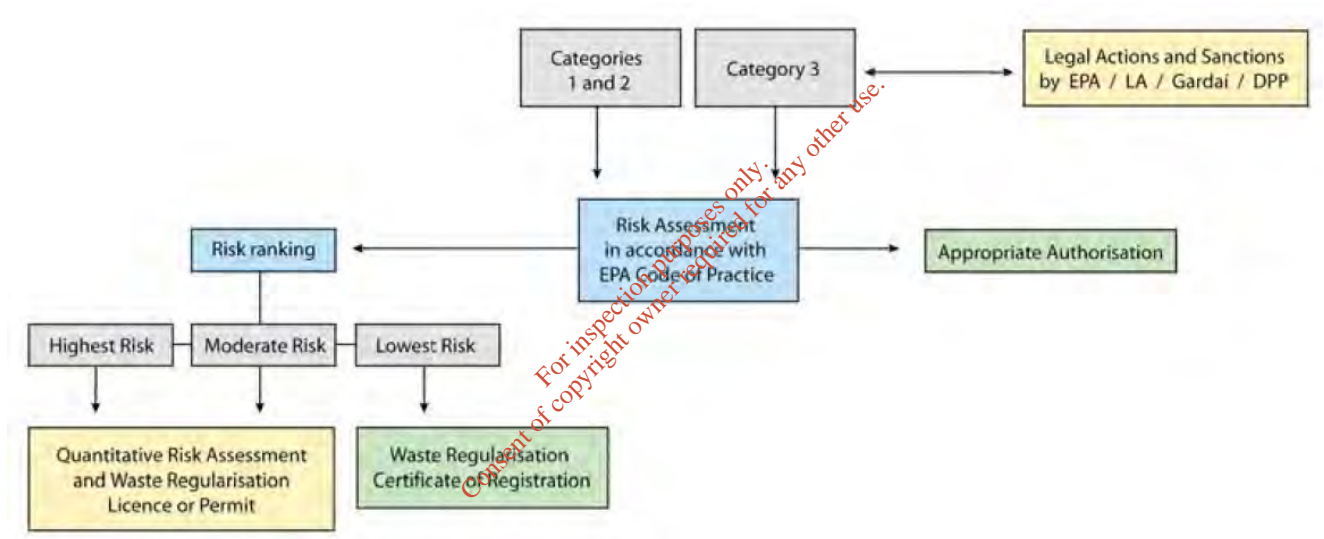 Categories
1 and 2
Category 3
Legal Actions and Sanctions
by EPA / LA / Gardaí / DPP
Risk Assessment
in accordance with
EPA Code of Practice
Risk ranking
Appropriate Authorisation
Highest Risk
Moderate Risk
Lowest Risk
Quantitative Risk Assessment
and Waste Regularisation
Licence or Permit
Waste Regularisation
Certificate of Registration
For inspection purposes only.
Consent of copyright owner required for any other use.